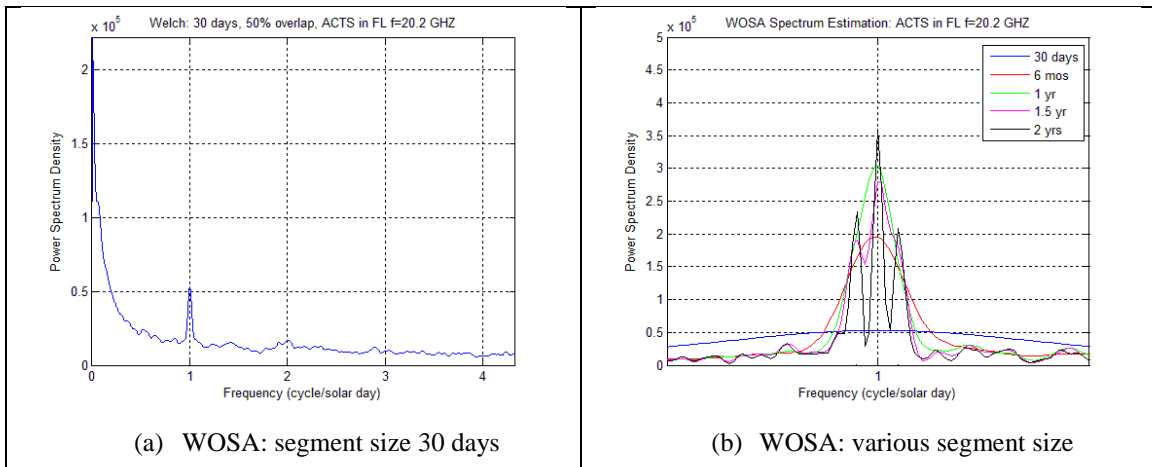 Welch: 30 days, 50% overlap, ACTS in FL f=20.2 GHZ
x 10^5
2
1.5
1
0.5
0
Power Spectrum Density
0
1
2
3
4
Frequency (cycle/solar day)
(a) WOSA: segment size 30 days
WOSA Spectrum Estimation: ACTS in FL f=20.2 GHZ
x 10^5
5
4.5
4
3.5
3
2.5
2
1.5
1
0.5
0
Power Spectrum Density
30 days
6 mos
1 yr
1.5 yr
2 yrs
1
Frequency (cycle/solar day)
(b) WOSA: various segment size